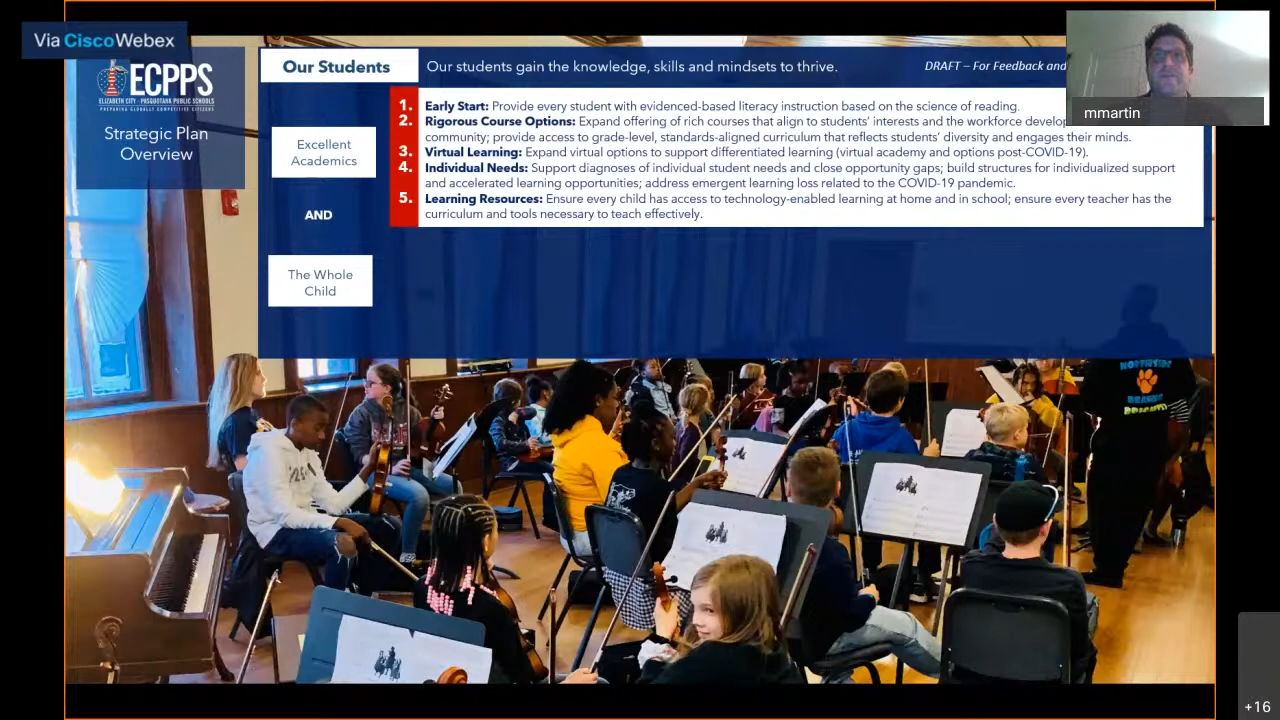 Via Cisco Webex
ECPPS
ELIZABETH CITY - PASQUOTANK PUBLIC SCHOOLS
PREPARING GLOBALLY COMPETITIVE CITIZENS
Strategic Plan
Overview
Our Students
Our students gain the knowledge, skills and mindsets to thrive.
DRAFT – For Feedback and
mmartin
Excellent
Academics
AND
The Whole
Child
1. Early Start: Provide every student with evidenced-based literacy instruction based on the science of reading.
2. Rigorous Course Options: Expand offering of rich courses that align to students' interests and the workforce develop
community; provide access to grade-level, standards-aligned curriculum that reflects students' diversity and engages their minds.
3. Virtual Learning: Expand virtual options to support differentiated learning (virtual academy and options post-COVID-19).
4. Individual Needs: Support diagnoses of individual student needs and close opportunity gaps; build structures for individualized support
and accelerated learning opportunities; address emergent learning loss related to the COVID-19 pandemic.
5. Learning Resources: Ensure every child has access to technology-enabled learning at home and in school; ensure every teacher has the
curriculum and tools necessary to teach effectively.
NORTHSIDE
+16